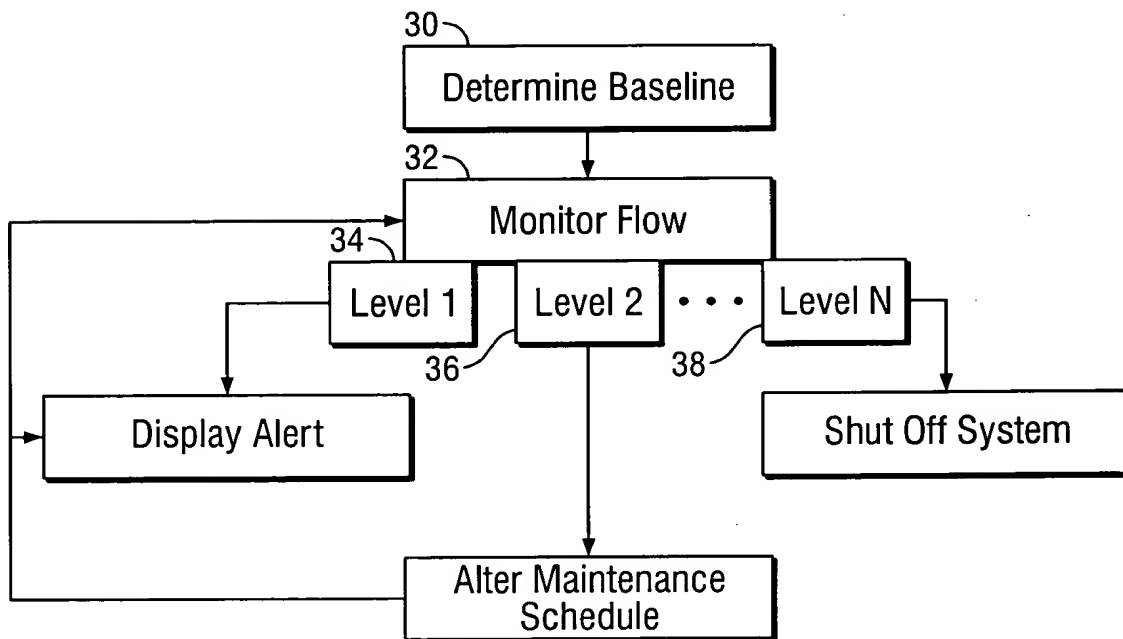 30
Determine Baseline
32
Monitor Flow
34
Level 1
Level 2
• • •
Level N
36
38
Display Alert
Shut Off System
Alter Maintenance
Schedule